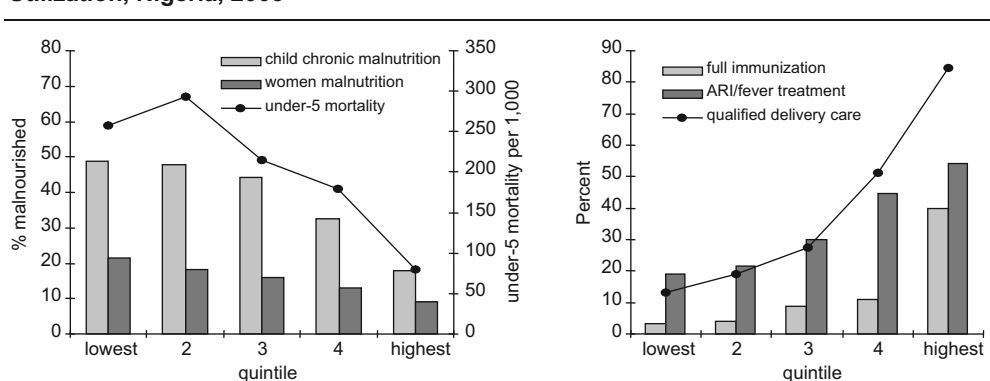 80
70
60
50
40
30
20
10
0
% malnourished
child chronic malnutrition
women malnutrition
under-5 mortality
350
300
250
200
150
100
50
0
under-5 mortality per 1,000
lowest 2 3 4 highest
quintile
90
80
70
60
50
40
30
20
10
0
Percent
full immunization
ARI/fever treatment
qualified delivery care
lowest 2 3 4 highest
quintile